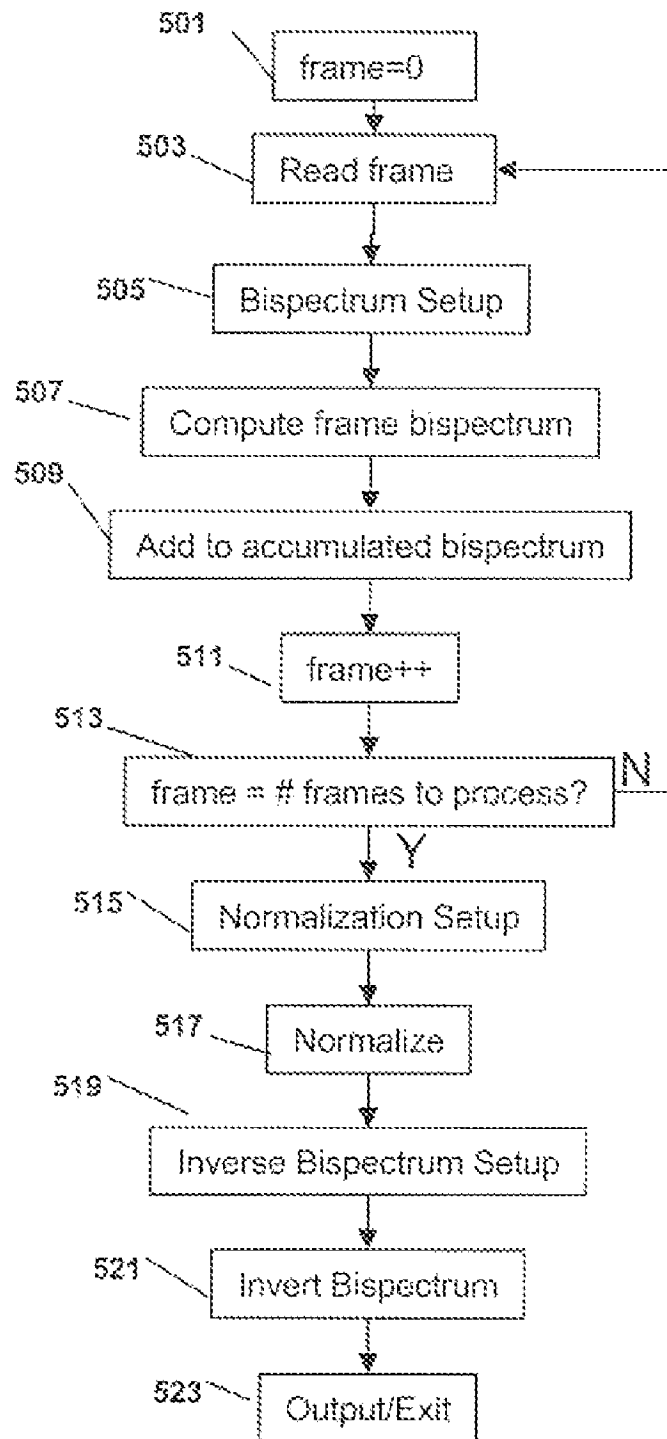 501
frame=0
503
Read frame
505
Bispectrum Setup
507
Compute frame bispectrum
509
Add to accumulated bispectrum
511
frame++
513
frame = # frames to process?
N
Y
515
Normalization Setup
517
Normalize
519
Inverse Bispectrum Setup
521
Invert Bispectrum
523
Output/Exit